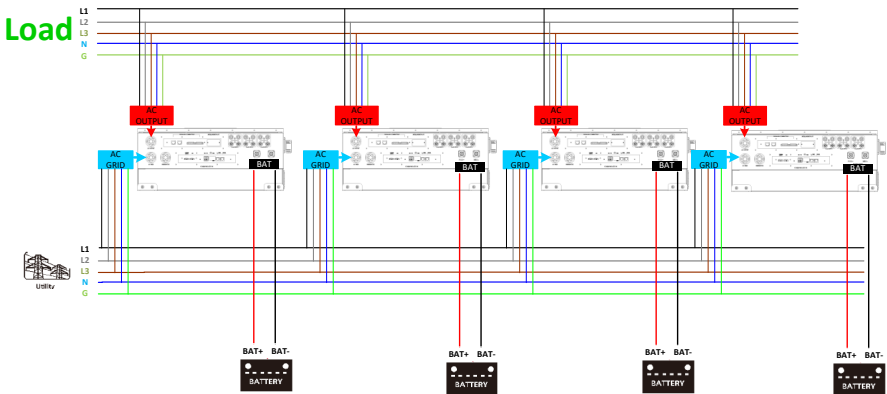 Load
L1
L2
L3
N
G
AC
OUTPUT
AC
OUTPUT
AC
OUTPUT
AC
OUTPUT
AC
GRID
BAT
AC
GRID
BAT
AC
GRID
BAT
AC
GRID
BAT
Utility
L1
L2
L3
N
G
BAT+ BAT-
BATTERY
BAT+ BAT-
BATTERY
BAT+ BAT-
BATTERY
BAT+ BAT-
BATTERY